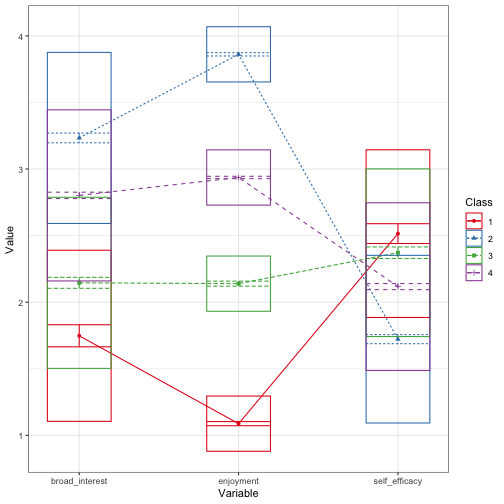 4
3
2
1
Value
broad_interest
enjoyment
self_efficacy
Variable
Class
1
2
3
4